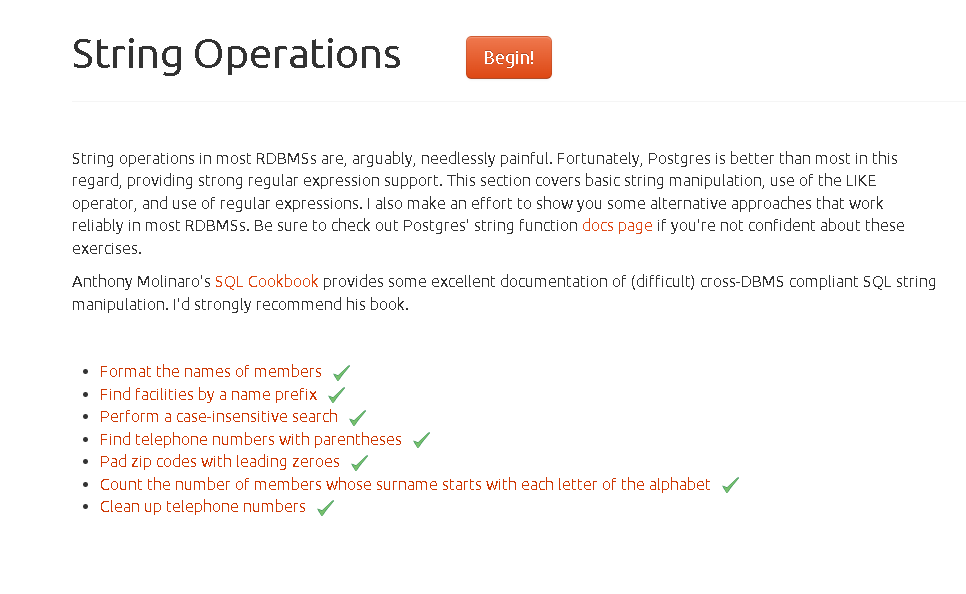 String Operations
Begin!
String operations in most RDBMSs are, arguably, needlessly painful. Fortunately, Postgres is better than most in this
regard, providing strong regular expression support. This section covers basic string manipulation, use of the LIKE
operator, and use of regular expressions. I also make an effort to show you some alternative approaches that work
reliably in most RDBMSs. Be sure to check out Postgres' string function docs page if you're not confident about these
exercises.
Anthony Molinaro's SQL Cookbook provides some excellent documentation of (difficult) cross-DBMS compliant SQL string
manipulation. I'd strongly recommend his book.
Format the names of members
Find facilities by a name prefix
Perform a case-insensitive search
Find telephone numbers with parentheses
Pad zip codes with leading zeroes
Count the number of members whose surname starts with each letter of the alphabet
Clean up telephone numbers